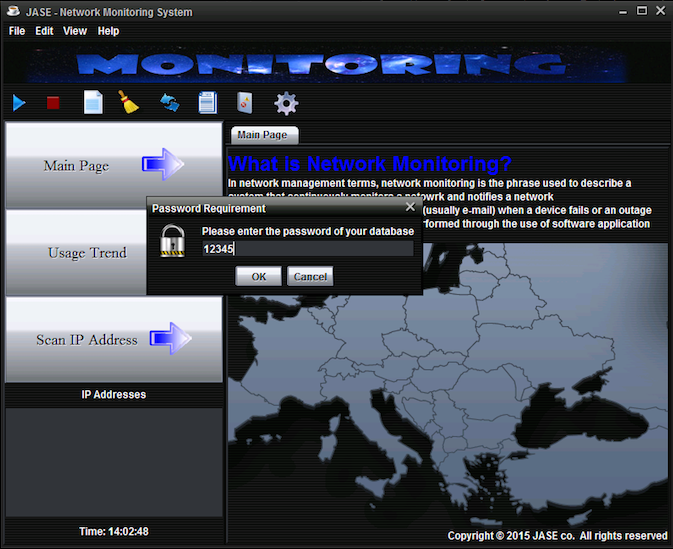 JASE - Network Monitoring System
File Edit View Help
MONITORING
Main Page
Usage Trend
Scan IP Address
IP Addresses
Time: 14:02:48
Main Page
What is Network Monitoring?
In network management terms, network monitoring is the phrase used to describe a
system that continuously monitors a netowrk and notifies a network
(usually e-mail) when a device fails or an outage
formed through the use of software application
Password Requirement
Please enter the password of your database
12345
OK Cancel
Copyright © 2015 JASE co. All rights reserved